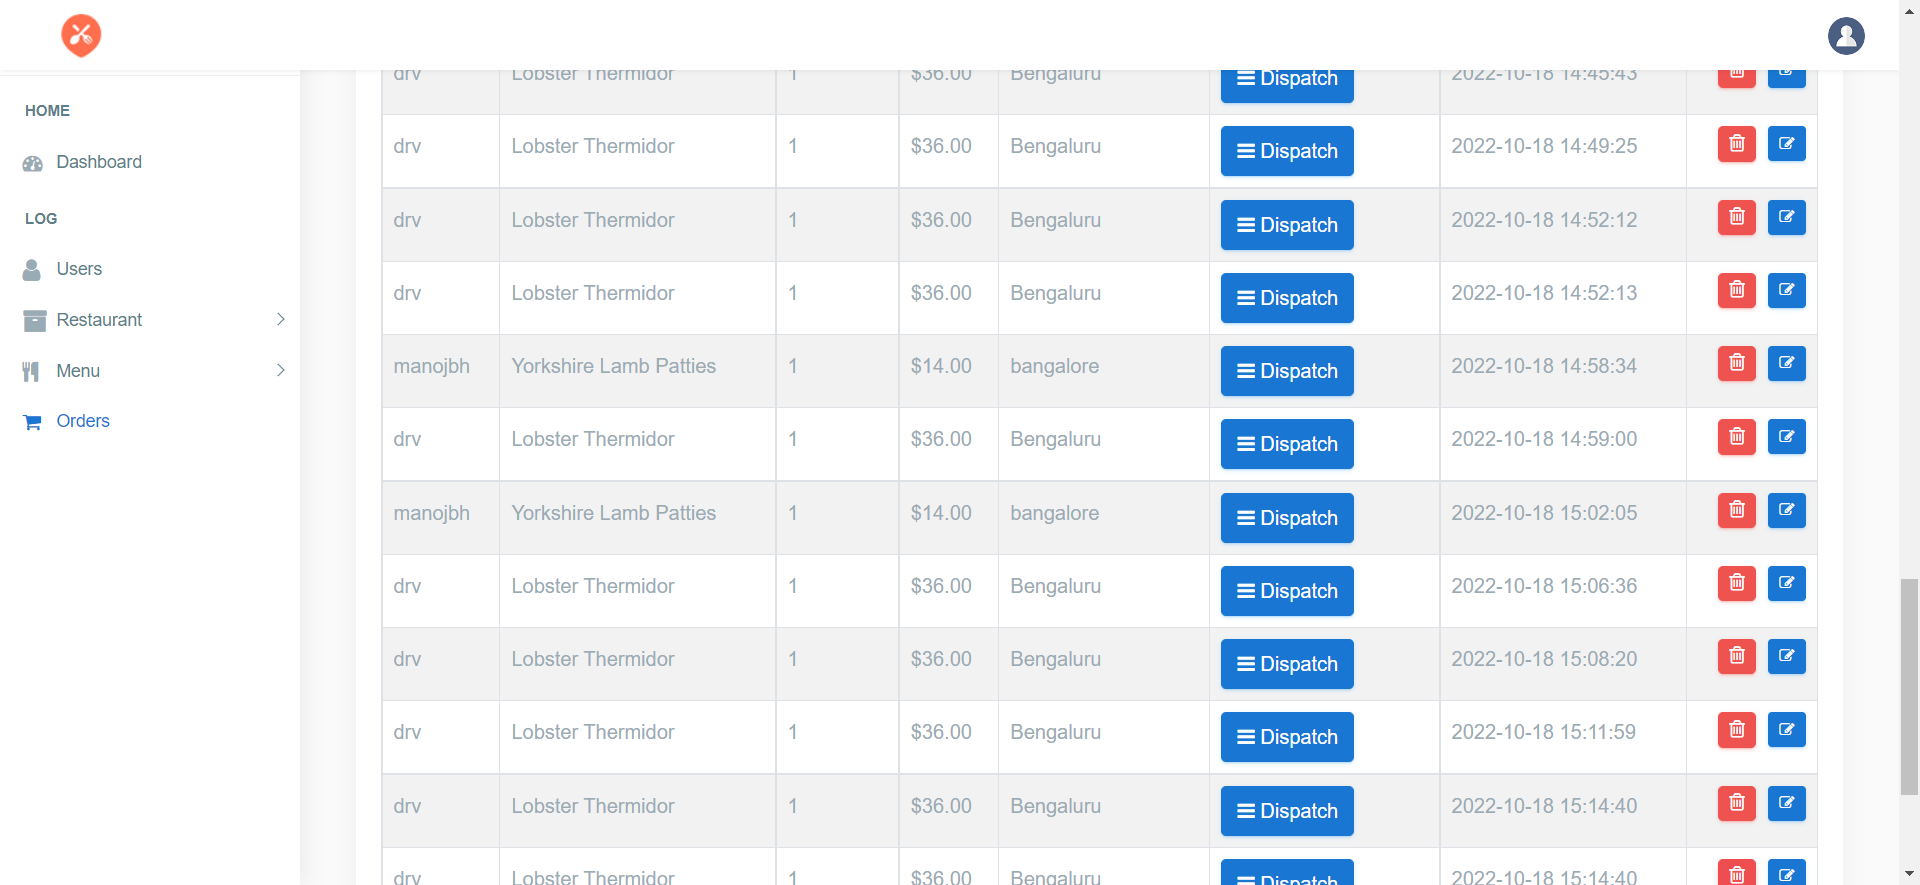 drv Lobster Thermidor 1 $36.00 Bengaluru Dispatch 2022-10-18 14:45:43
HOME
drv Lobster Thermidor 1 $36.00 Bengaluru Dispatch 2022-10-18 14:49:25
Dashboard
LOG
drv Lobster Thermidor 1 $36.00 Bengaluru Dispatch 2022-10-18 14:52:12
Users
drv Lobster Thermidor 1 $36.00 Bengaluru Dispatch 2022-10-18 14:52:13
Restaurant
manojbh Yorkshire Lamb Patties 1 $14.00 bangalore Dispatch 2022-10-18 14:58:34
Menu
Orders
drv Lobster Thermidor 1 $36.00 Bengaluru Dispatch 2022-10-18 14:59:00
manojbh Yorkshire Lamb Patties 1 $14.00 bangalore Dispatch 2022-10-18 15:02:05
drv Lobster Thermidor 1 $36.00 Bengaluru Dispatch 2022-10-18 15:06:36
drv Lobster Thermidor 1 $36.00 Bengaluru Dispatch 2022-10-18 15:08:20
drv Lobster Thermidor 1 $36.00 Bengaluru Dispatch 2022-10-18 15:11:59
drv Lobster Thermidor 1 $36.00 Bengaluru Dispatch 2022-10-18 15:14:40
drv Lobster Thermidor 1 $36.00 Bengaluru Dispatch 2022-10-18 15:14:40